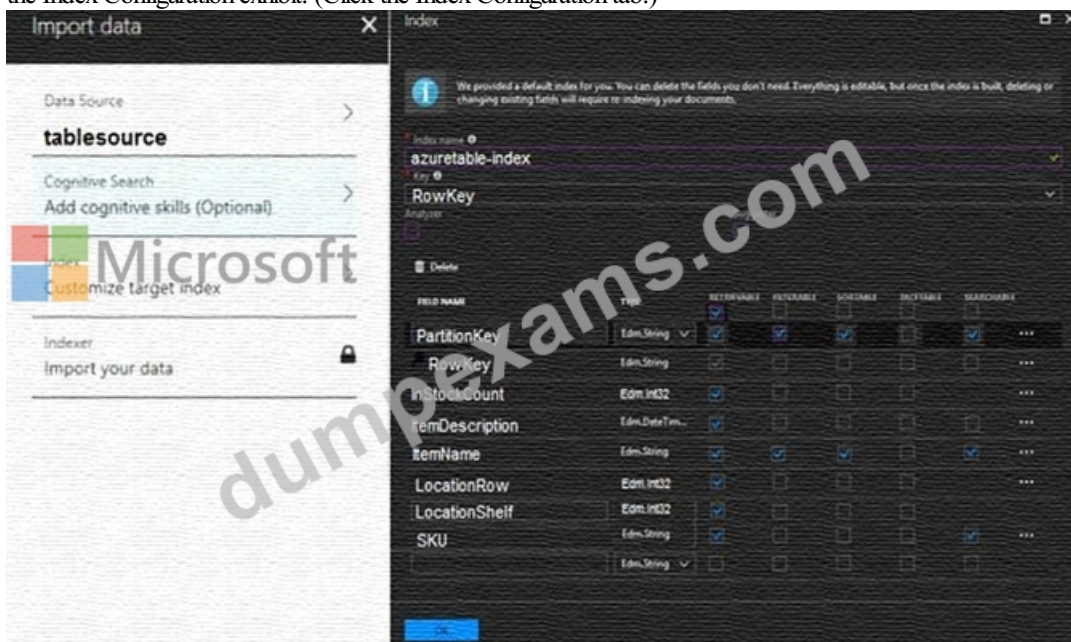 the Index Configuration exhibit. (Click the Index Configuration tab.)
Import data
Data Source
tablesource
Cognitive Search
Add cognitive skills (Optional)
Index
Customize target index
Indexer
Import your data
Microsoft
Index
We provided a default index for you. You can delete the fields you don't need. Everything is editable, but once the index is built, deleting or
changing existing fields will require re-indexing your documents.
* Index name
azuretable-index
* Key
RowKey
Analyzer
Delete
FIELD NAME TYPE RETRIEVABLE FILTERABLE SORTABLE FACETABLE SEARCHABLE
PartitionKey Edm.String
RowKey Edm.String
InStockCount Edm.Int32
temDescription Edm.DateTim...
ItemName Edm.String
LocationRow Edm.Int32
LocationShelf Edm.Int32
SKU Edm.String
Edm.String
OK
dumpexams.com